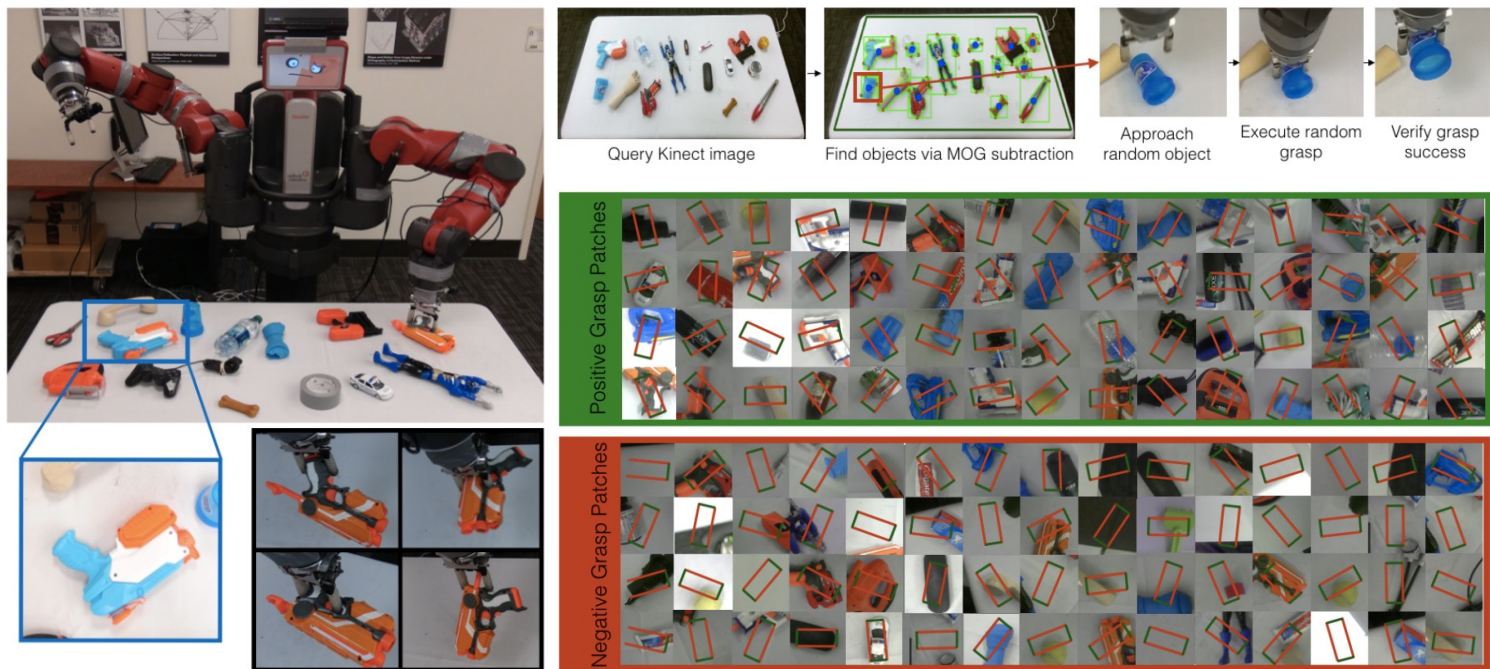 Query Kinect image
Find objects via MOG subtraction
Approach
random object
Execute random
grasp
Verify grasp
success
Positive Grasp Patches
Negative Grasp Patches